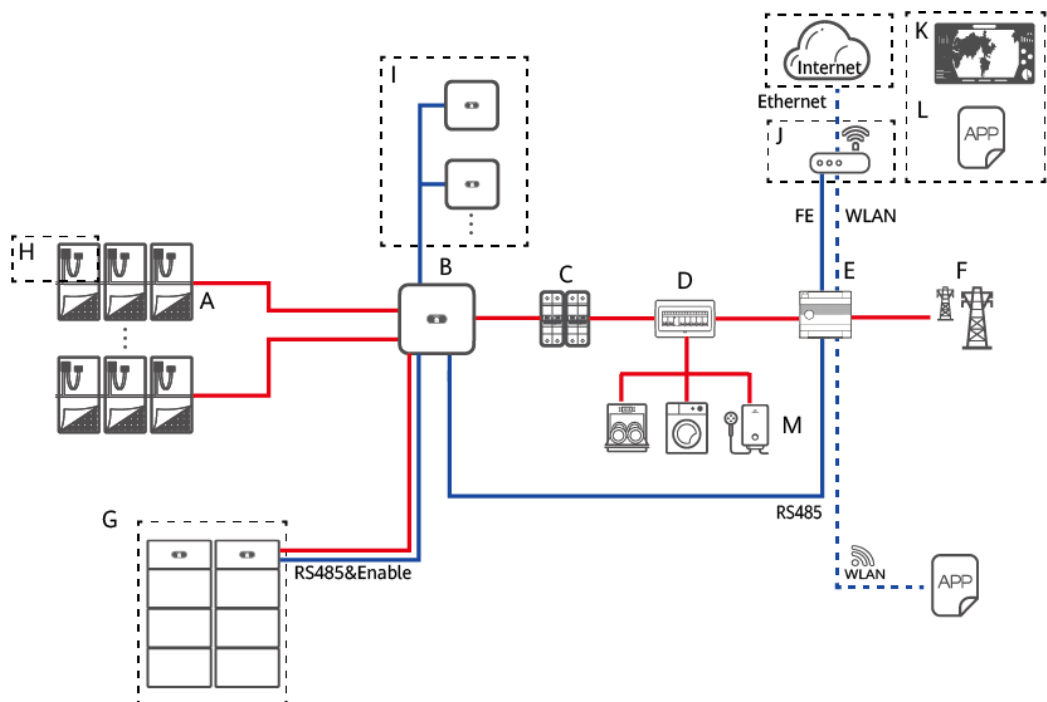 Internet
K
Ethernet
I
L
APP
J
FE
WLAN
H
B
C
D
E
F
A
M
RS485
G
RS485&Enable
WLAN
APP